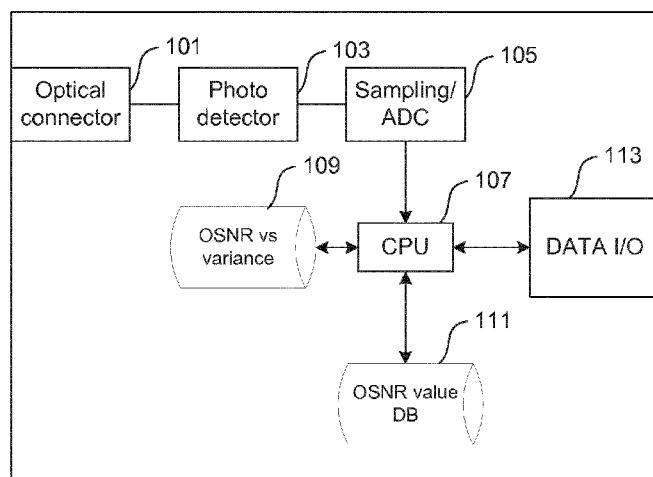 101
103
105
Optical
connector
Photo
detector
Sampling/
ADC
109
107
113
OSNR vs
variance
CPU
DATA I/O
111
OSNR value
DB